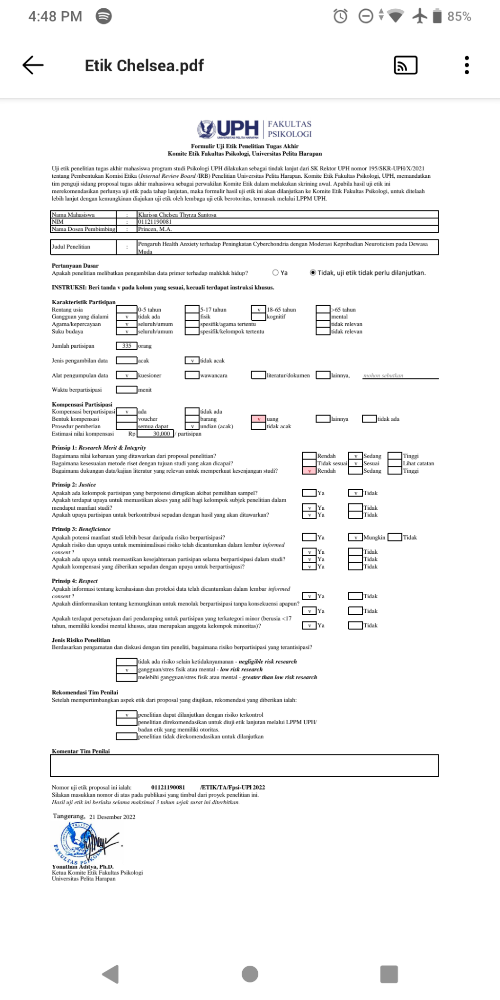 4:48 PM 85%
Etik Chelsea.pdf
UPH FAKULTAS
UNIVERSITAS PELITA HARAPAN PSIKOLOGI
Formulir Uji Etik Penelitian Tugas Akhir
Komite Etik Fakultas Psikologi, Universitas Pelita Harapan
Uji etik penelitian tugas akhir mahasiswa program studi Psikologi UPH dilakukan sebagai tindak lanjut dari SK Rektor UPH nomor 195/SKR-UPH/X/2021
tentang Pembentukan Komisi Etika (Internal Review Board /IRB) Penelitian Universitas Pelita Harapan. Komite Etik Fakultas Psikologi, UPH, memandatkan
tim penguji sidang proposal tugas akhir mahasiswa sebagai perwakilan Komite Etik dalam melakukan skrining awal. Apabila hasil uji etik ini
merekomendasikan perlunya uji etik pada tahap lanjutan, maka formulir hasil uji etik ini akan dilanjutkan ke Komite Etik Fakultas Psikologi, untuk ditelaah
lebih lanjut dengan kemungkinan diajukan uji etik oleh lembaga uji etik berotoritas, termasuk melalui LPPM UPH.
Nama Mahasiswa : Klarissa Chelsea Thyrza Santosa
NIM : 01121190081
Nama Dosen Pembimbing : Princen, M.A.
Judul Penelitian : Pengaruh Health Anxiety terhadap Peningkatan Cyberchondria dengan Moderasi Kepribadian Neuroticism pada Dewasa
Muda
Pertanyaan Dasar
Apakah penelitian melibatkan pengambilan data primer terhadap mahkluk hidup? Ya Tidak, uji etik tidak perlu dilanjutkan.
INSTRUKSI: Beri tanda v pada kolom yang sesuai, kecuali terdapat instruksi khusus.
Karakteristik Partisipan
Rentang usia 0-5 tahun 5-17 tahun v 18-65 tahun >65 tahun
Gangguan yang dialami v tidak ada fisik kognitif mental
Agama/kepercayaan v seluruh/umum spesifik/agama tertentu tidak relevan
Suku budaya v seluruh/umum spesifik/kelompok tertentu tidak relevan
Jumlah partisipan 335 orang
Jenis pengambilan data acak v tidak acak
Alat pengumpulan data v kuesioner wawancara literatur/dokumen lainnya, mohon sebutkan
Waktu berpartisipasi menit
Kompensasi Partisipasi
Kompensasi berpartisipasi v ada tidak ada
Bentuk kompensasi voucher barang v uang lainnya tidak ada
Prosedur pemberian semua dapat v undian (acak) tidak acak
Estimasi nilai kompensasi Rp 30,000 / partisipan
Prinsip 1: Research Merit & Integrity
Bagaimana nilai kebaruan yang ditawarkan dari proposal penelitian? Rendah v Sedang Tinggi
Bagaimana kesesuaian metode riset dengan tujuan studi yang akan dicapai? Tidak sesuai v Sesuai Lihat catatan
Bagaimana dukungan data/kajian literatur yang relevan untuk memperkuat kesenjangan studi? v Rendah Sedang Tinggi
Prinsip 2: Justice
Apakah ada kelompok partisipan yang berpotensi dirugikan akibat pemilihan sampel? Ya v Tidak
Apakah terdapat upaya untuk memastikan akses yang adil bagi kelompok subjek penelitian dalam
mendapat manfaat studi? v Ya Tidak
Apakah upaya partisipan untuk berkontribusi sepadan dengan hasil yang akan ditawarkan? v Ya Tidak
Prinsip 3: Beneficience
Apakah potensi manfaat studi lebih besar daripada risiko berpartisipasi? Ya v Mungkin Tidak
Apakah risiko dan upaya untuk meminimalisasi risiko telah dicantumkan dalam lembar informed
consent ? v Ya Tidak
Apakah ada upaya untuk memastikan kesejahteraan partisipan selama berpartisipasi dalam studi? v Ya Tidak
Apakah kompensasi yang diberikan sepadan dengan upaya untuk berpartisipasi? v Ya Tidak
Prinsip 4: Respect
Apakah informasi tentang kerahasiaan dan proteksi data telah dicantumkan dalam lembar informed
consent ? v Ya Tidak
Apakah diinformasikan tentang kemungkinan untuk menolak berpartisipasi tanpa konsekuensi apapun?
v Ya Tidak
Apakah terdapat persetujuan dari pendamping untuk partisipan yang terkategori minor (berusia <17
tahun, memiliki kondisi mental khusus, atau merupakan anggota kelompok minoritas)? v Ya Tidak
Jenis Risiko Penelitian
Berdasarkan pengamatan dan diskusi dengan tim peneliti, bagaimana risiko berpartisipasi yang terantisipasi?
tidak ada risiko selain ketidaknyamanan - negligible risk research
v gangguan/stres fisik atau mental - low risk research
melebihi gangguan/stres fisik atau mental - greater than low risk research
Rekomendasi Tim Penilai
Setelah mempertimbangkan aspek etik dari proposal yang diujikan, rekomendasi yang diberikan ialah:
v penelitian dapat dilanjutkan dengan risiko terkontrol
penelitian direkomendasikan untuk diuji etik lanjutan melalui LPPM UPH/
badan etik yang memiliki otoritas.
penelitian tidak direkomendasikan untuk dilanjutkan
Komentar Tim Penilai
Nomor uji etik proposal ini ialah: 01121190081 /ETIK/TA/Fpsi-UPH 2022
Silakan masukkan nomor di atas pada publikasi yang timbul dari proyek penelitian ini.
Hasil uji etik ini berlaku selama maksimal 3 tahun sejak surat ini diterbitkan.
Tangerang, 21 Desember 2022
FAKULTAS PSIKOLOGI
Yonathan Aditya, Ph.D.
Ketua Komite Etik Fakultas Psikologi
Universitas Pelita Harapan